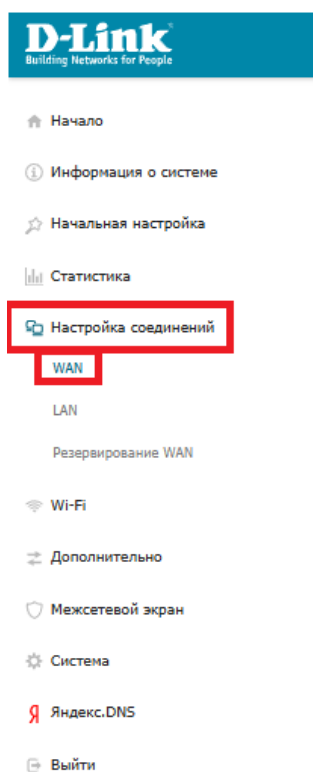 D-Link
Building Networks for People
Начало
Информация о системе
Начальная настройка
Статистика
Настройка соединений
WAN
LAN
Резервирование WAN
Wi-Fi
Дополнительно
Межсетевой экран
Система
Яндекс.DNS
Выйти